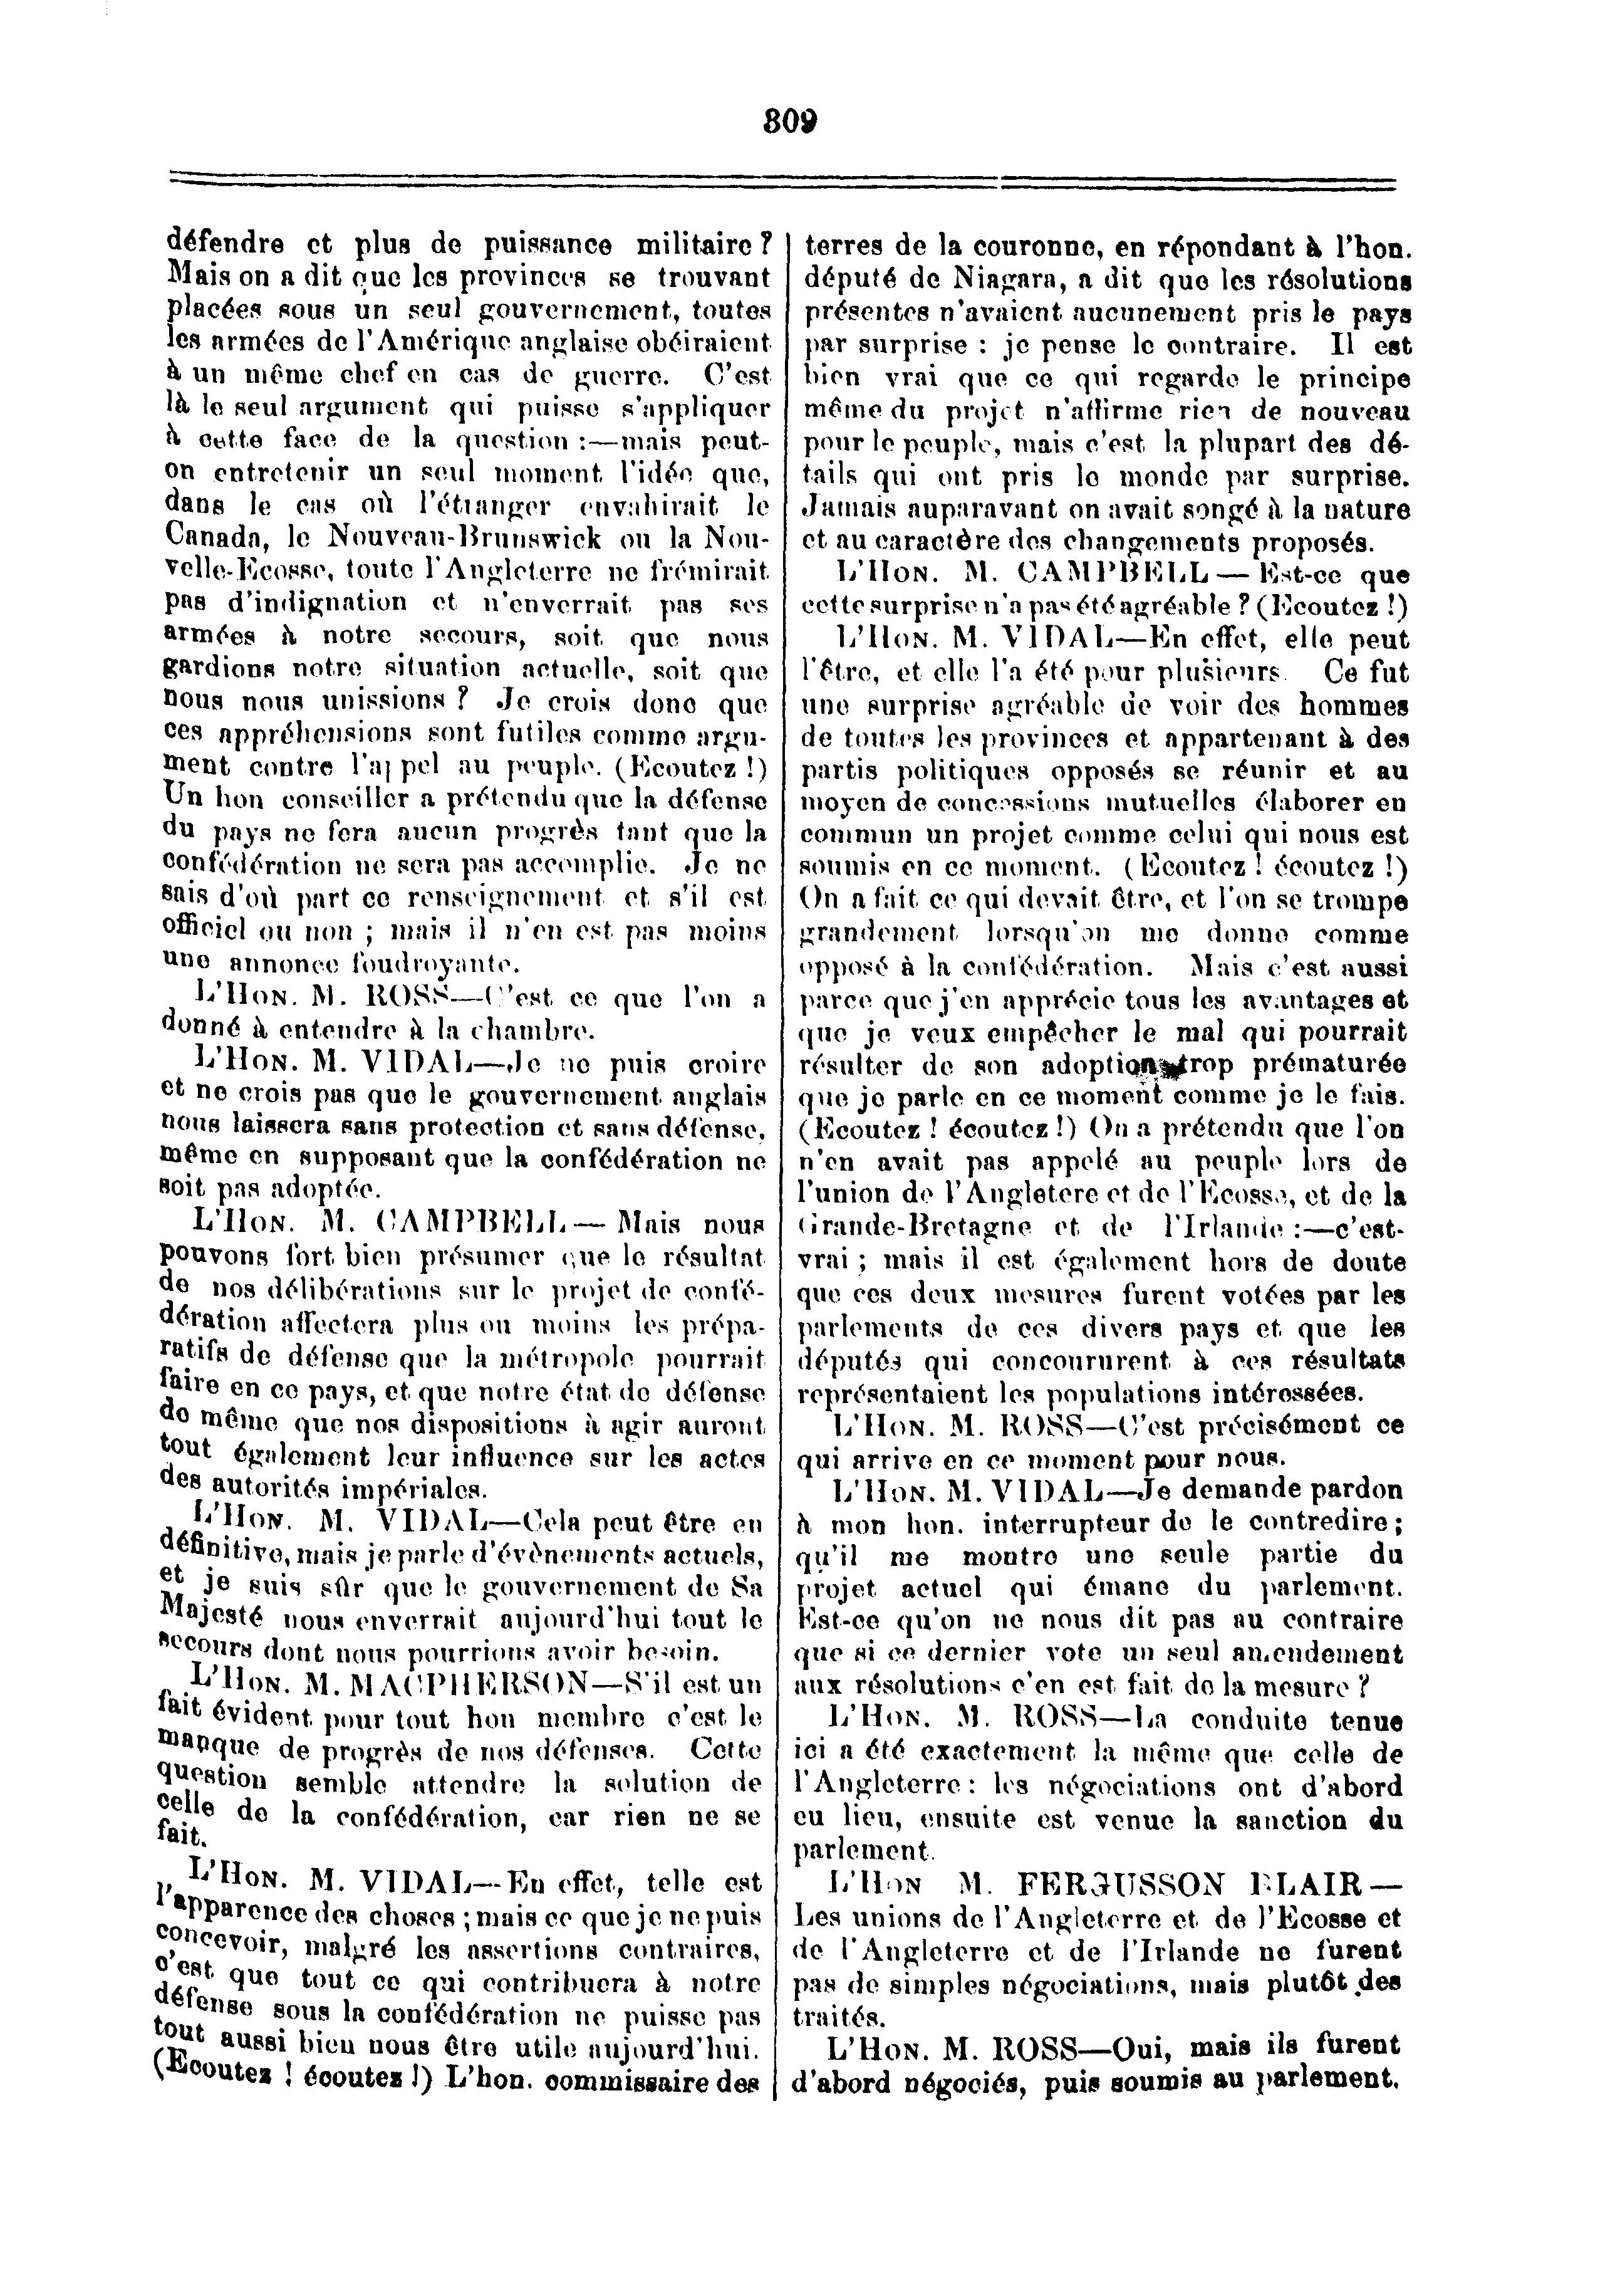 309
défendre et plus de puissance militaire ?
Mais on a dit que les provinces se trouvant
placées sous un seul gouvernement, toutes
les armées de l'Amérique anglaise obéiraient
à un même chef en cas de guerre. C'est
là le seul argument qui puisse s'appliquer
à cette face de la question :—mais peut-
on entretenir un seul moment l'idée que,
dans le cas où l'étranger envahirait le
Canada, le Nouveau-Brunswick ou la Nou-
velle-Ecosse, toute l'Angleterre ne frémirait
pas d'indignation et n'enverrait pas ses
armées à notre secours, soit que nous
gardions notre situation actuelle, soit que
nous nous unissions ? Je crois donc que
ces appréhensions sont futiles comme argu-
ment contre l'appel au peuple. (Ecoutez !)
Un hon conseiller a prétendu que la défense
du pays ne fera aucun progrès tant que la
confédération ne sera pas accomplie. Je ne
sais d'où part ce renseignement et s'il est
officiel ou non ; mais il n'en est pas moins
une annonce foudroyante.
L'HON. M. ROSS—C'est ce que l'on a
donné à entendre à la chambre.
L'HON. M. VIDAL—Je ne puis croire
et ne crois pas que le gouvernement anglais
nous laissera sans protection et sans défense,
même en supposant que la confédération ne
soit pas adoptée.
L'HON. M. CAMPBELL — Mais nous
pouvons fort bien présumer que le résultat
de nos délibérations sur le projet de confé-
dération affectera plus ou moins les prépa-
ratifs de défense que la métropole pourrait
faire en ce pays, et que notre état de défense
de même que nos dispositions à agir auront
tout également leur influence sur les actes
des autorités impériales.
L'HON. M. VIDAL—Cela peut être en
définitive, mais je parle d'évènements actuels,
et je suis sûr que le gouvernement de Sa
Majesté nous enverrait aujourd'hui tout le
secours dont nous pourrions avoir besoin.
L'HON. M. MACPHERSON—S'il est un
fait évident pour tout hon membre c'est le
manque de progrès de nos défenses. Cette
question semble attendre la solution de
celle de la confédération, car rien ne se
fait.
L'HON. M. VIDAL—En effet, telle est
l'apparence des choses ; mais ce que je ne puis
concevoir, malgré les assertions contraires,
c'est que tout ce qui contribuera à notre
défense sous la confédération ne puisse pas
tout aussi bien nous être utile aujourd'hui.
(Ecoutez ! écoutez !) L'hon. commissaire des
terres de la couronne, en répondant à l'hon.
député de Niagara, a dit que les résolutions
présentes n'avaient aucunement pris le pays
par surprise : je pense le contraire. Il est
bien vrai que ce qui regarde le principe
même du projet n'affirme rien de nouveau
pour le peuple, mais c'est la plupart des dé-
tails qui ont pris le monde par surprise.
Jamais auparavant on avait songé à la nature
et au caractère des changements proposés.
L'HON. M. CAMPBELL — Est-ce que
cette surprise n'a pas été agréable ? (Ecoutez !)
L'HON. M. VIDAL—En effet, elle peut
l'être, et elle l'a été pour plusieurs. Ce fut
une surprise agréable de voir des hommes
de toutes les provinces et appartenant à des
partis politiques opposés se réunir et au
moyen de concessions mutuelles élaborer en
commun un projet comme celui qui nous est
soumis en ce moment. (Ecoutez ! écoutez !)
On a fait ce qui devait être, et l'on se trompe
grandement lorsqu'on me donne comme
opposé à la confédération. Mais c'est aussi
parce que j'en apprécie tous les avantages et
que je veux empêcher le mal qui pourrait
résulter de son adoption trop prématurée
que je parle en ce moment comme je le fais.
(Ecoutez ! écoutez !) On a prétendu que l'on
n'en avait pas appelé au peuple lors de
l'union de l'Angletere et de l'Ecosse, et de la
Grande-Bretagne et de l'Irlande :—c'est-
vrai ; mais il est également hors de doute
que ces deux mesures furent votées par les
parlements de ces divers pays et que les
députés qui concoururent à ces résultats
représentaient les populations intéressées.
L'HON. M. ROSS—C'est précisément ce
qui arrive en ce moment pour nous.
L'HON. M. VIDAL—Je demande pardon
à mon hon. interrupteur de le contredire ;
qu'il me montre une seule partie du
projet actuel qui émane du parlement.
Est-ce qu'on ne nous dit pas au contraire
que si ce dernier vote un seul amendement
aux résolutions c'en est fait de la mesure ?
L'HON. M. ROSS—La conduite tenue
ici a été exactement la même que celle de
l'Angleterre : les négociations ont d'abord
eu lieu, ensuite est venue la sanction du
parlement.
L'HON M. FERGUSSON BLAIR —
Les unions de l'Angleterre et de l'Ecosse et
de l'Angleterre et de l'Irlande ne furent
pas de simples négociations, mais plutôt des
traités.
L'HON. M. ROSS—Oui, mais ils furent
d'abord négociés, puis soumis au parlement.